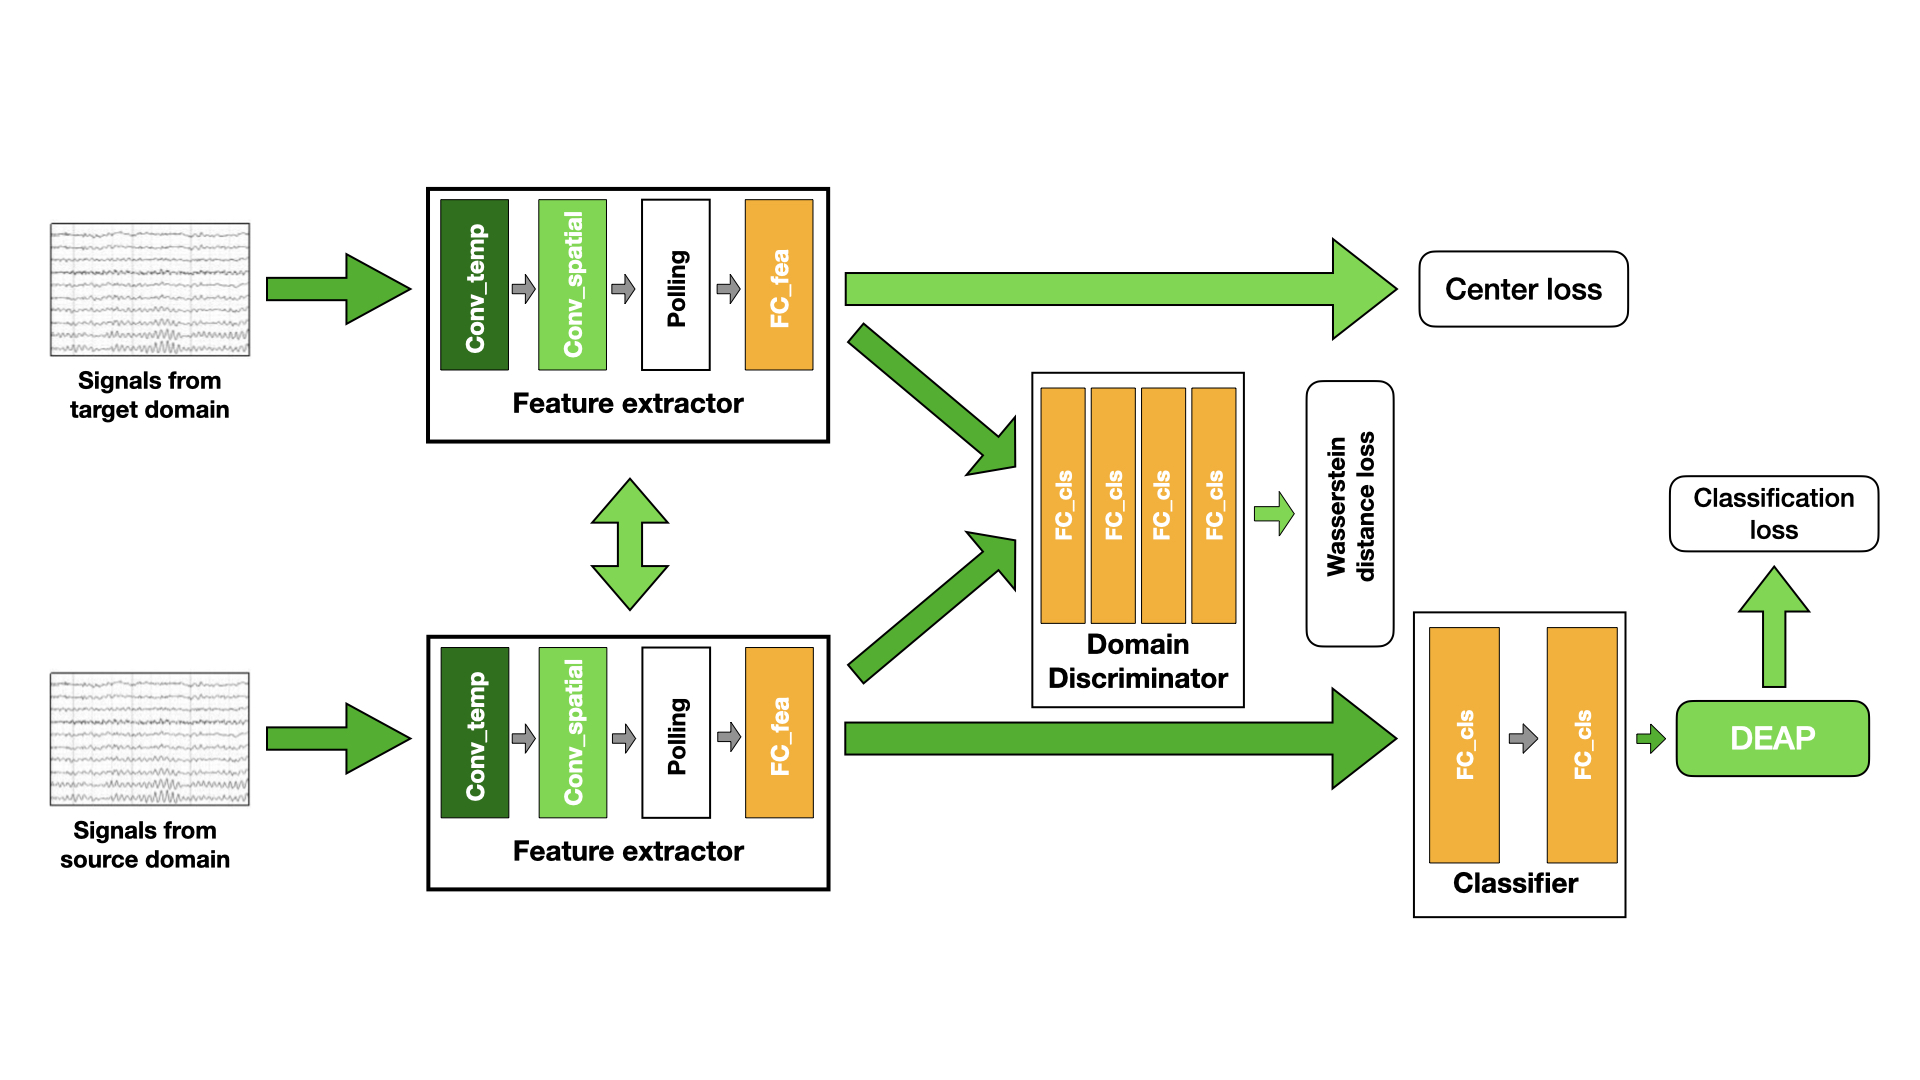 Signals from
target domain
Conv_temp
Conv_spatial
Polling
FC_fea
Feature extractor
Center loss
FC_cls
FC_cls
FC_cls
FC_cls
Domain
Discriminator
Wasserstein
distance loss
Signals from
source domain
Conv_temp
Conv_spatial
Polling
FC_fea
Feature extractor
FC_cls
FC_cls
Classifier
DEAP
Classification
loss